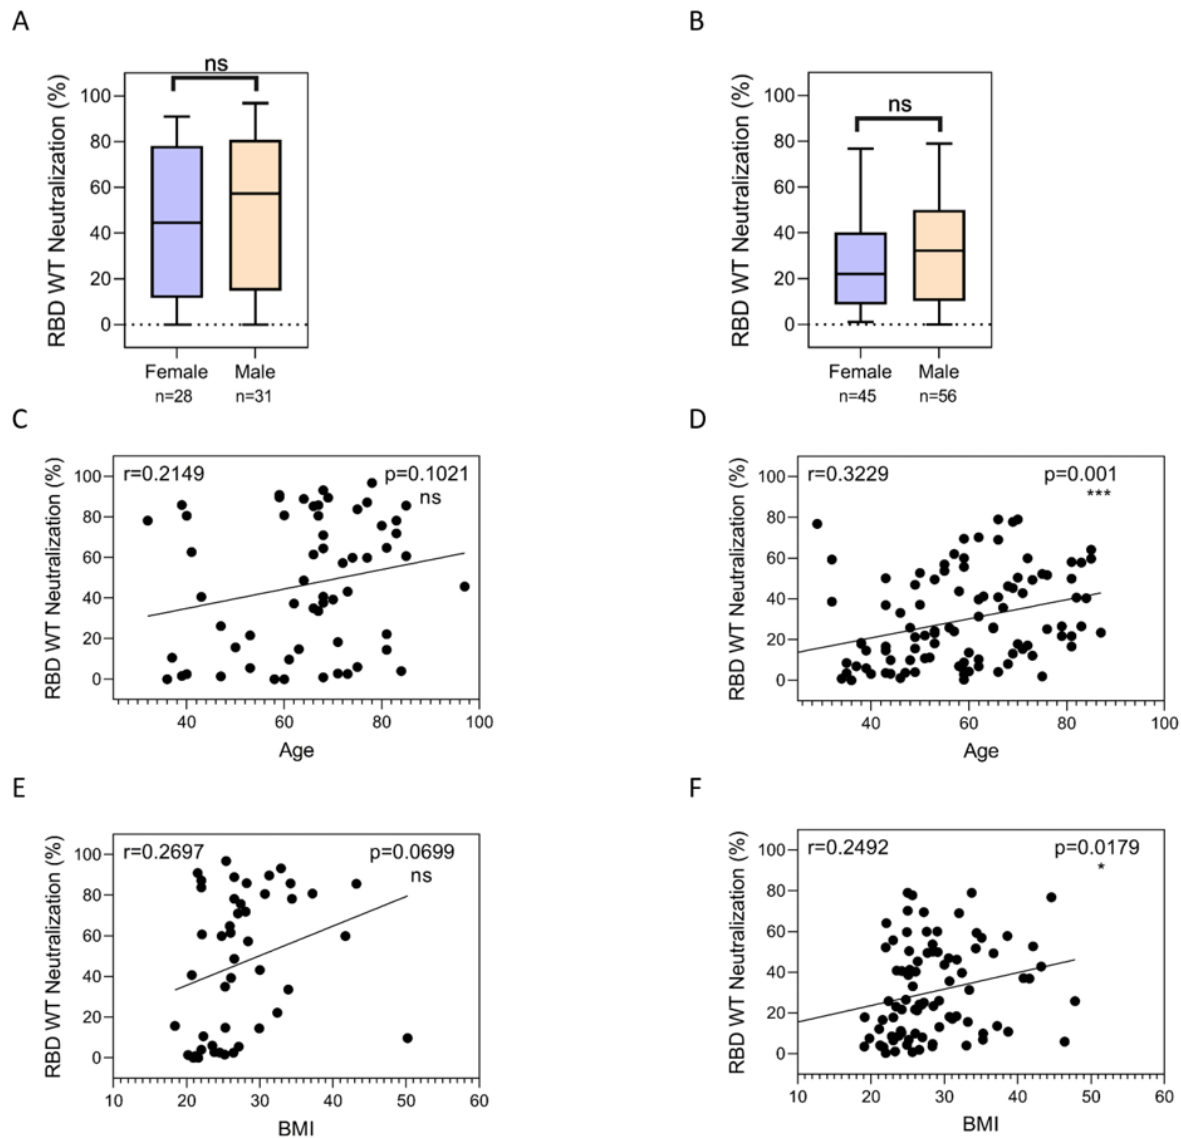 A
RBD WT Neutralization (%)
100
80
60
40
20
0
ns
Female
Male
n=28
n=31
B
RBD WT Neutralization (%)
100
80
60
40
20
0
ns
Female
Male
n=45
n=56
C
RBD WT Neutralization (%)
100
80
60
40
20
0
r=0.2149
p=0.1021
ns
40
60
80
100
Age
D
RBD WT Neutralization (%)
100
80
60
40
20
0
r=0.3229
p=0.001
***
40
60
80
100
Age
E
RBD WT Neutralization (%)
100
80
60
40
20
0
r=0.2697
p=0.0699
ns
10
20
30
40
50
60
BMI
F
RBD WT Neutralization (%)
100
80
60
40
20
0
r=0.2492
p=0.0179
*
10
20
30
40
50
60
BMI